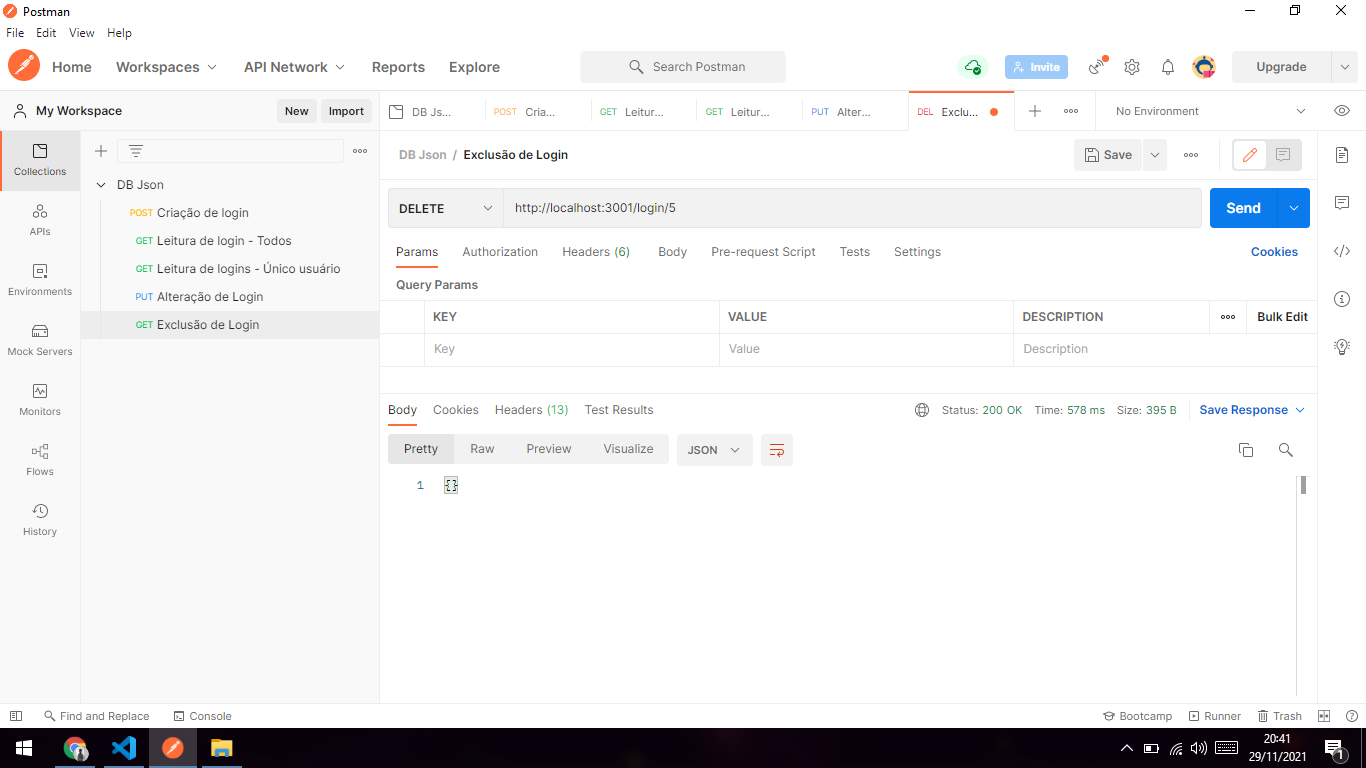 Postman
File Edit View Help
Home Workspaces API Network Reports Explore Search Postman Invite Upgrade
My Workspace New Import
DB Js... POST Cria... GET Leitur... GET Leitur... PUT Alter... DEL Exclu... No Environment
Collections
APIs
Environments
Mock Servers
Monitors
Flows
History
DB Json
POST Criação de login
GET Leitura de login - Todos
GET Leitura de logins - Único usuário
PUT Alteração de Login
GET Exclusão de Login
DB Json / Exclusão de Login Save
DELETE http://localhost:3001/login/5 Send
Params Authorization Headers (6) Body Pre-request Script Tests Settings Cookies
Query Params
KEY VALUE DESCRIPTION Bulk Edit
Key Value Description
Body Cookies Headers (13) Test Results Status: 200 OK Time: 578 ms Size: 395 B Save Response
Pretty Raw Preview Visualize JSON
1 {}
Find and Replace Console Bootcamp Runner Trash
20:41
29/11/2021
1